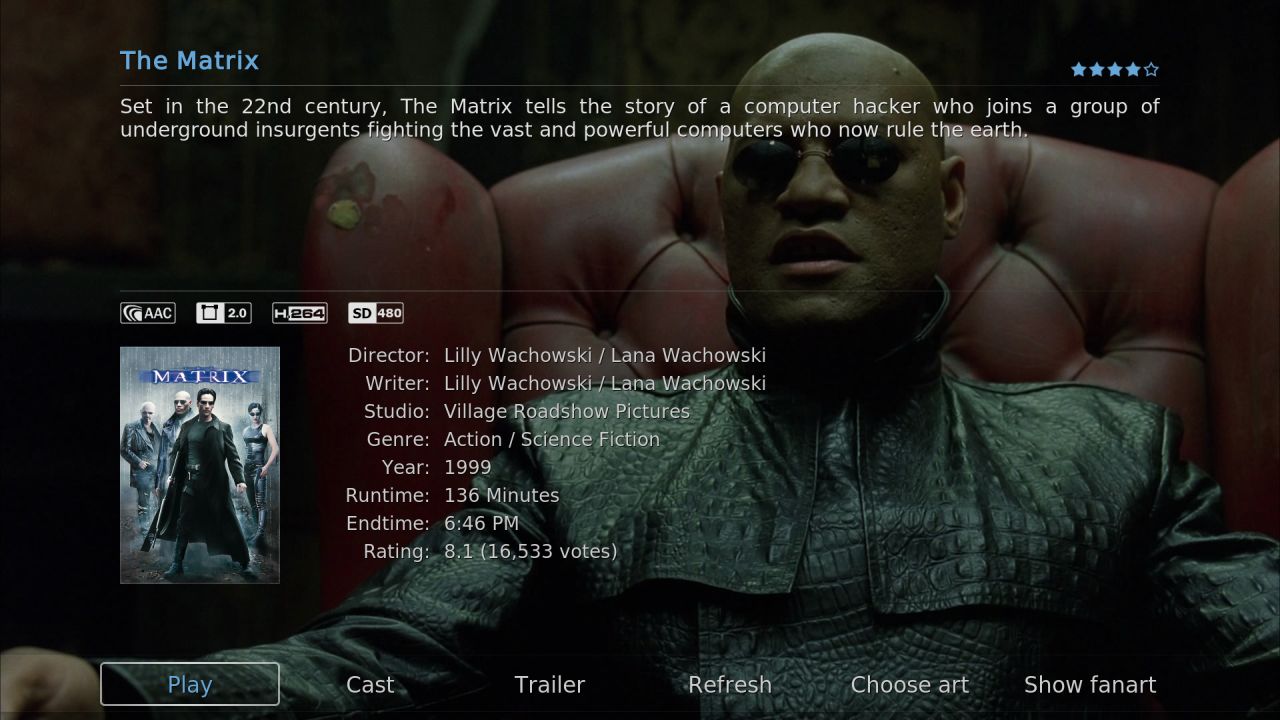 The Matrix
Set in the 22nd century, The Matrix tells the story of a computer hacker who joins a group of
underground insurgents fighting the vast and powerful computers who now rule the earth.
AAC 2.0 H.264 SD 480
MATRIX
Director: Lilly Wachowski / Lana Wachowski
Writer: Lilly Wachowski / Lana Wachowski
Studio: Village Roadshow Pictures
Genre: Action / Science Fiction
Year: 1999
Runtime: 136 Minutes
Endtime: 6:46 PM
Rating: 8.1 (16,533 votes)
Play Cast Trailer Refresh Choose art Show fanart